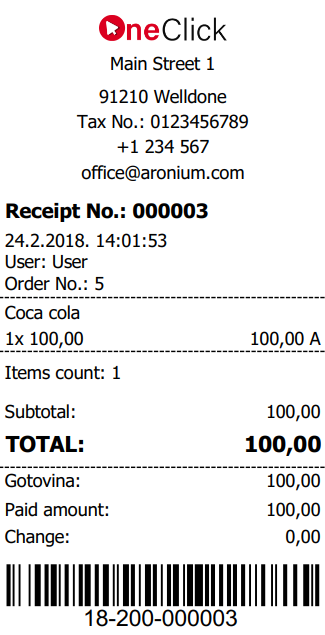 OneClick
Main Street 1
91210 Welldone
Tax No.: 0123456789
+1 234 567
office@aronium.com
Receipt No.: 000003
24.2.2018. 14:01:53
User: User
Order No.: 5
Coca cola
1x 100,00 100,00 A
Items count: 1
Subtotal: 100,00
TOTAL: 100,00
Gotovina: 100,00
Paid amount: 100,00
Change: 0,00
18-200-000003